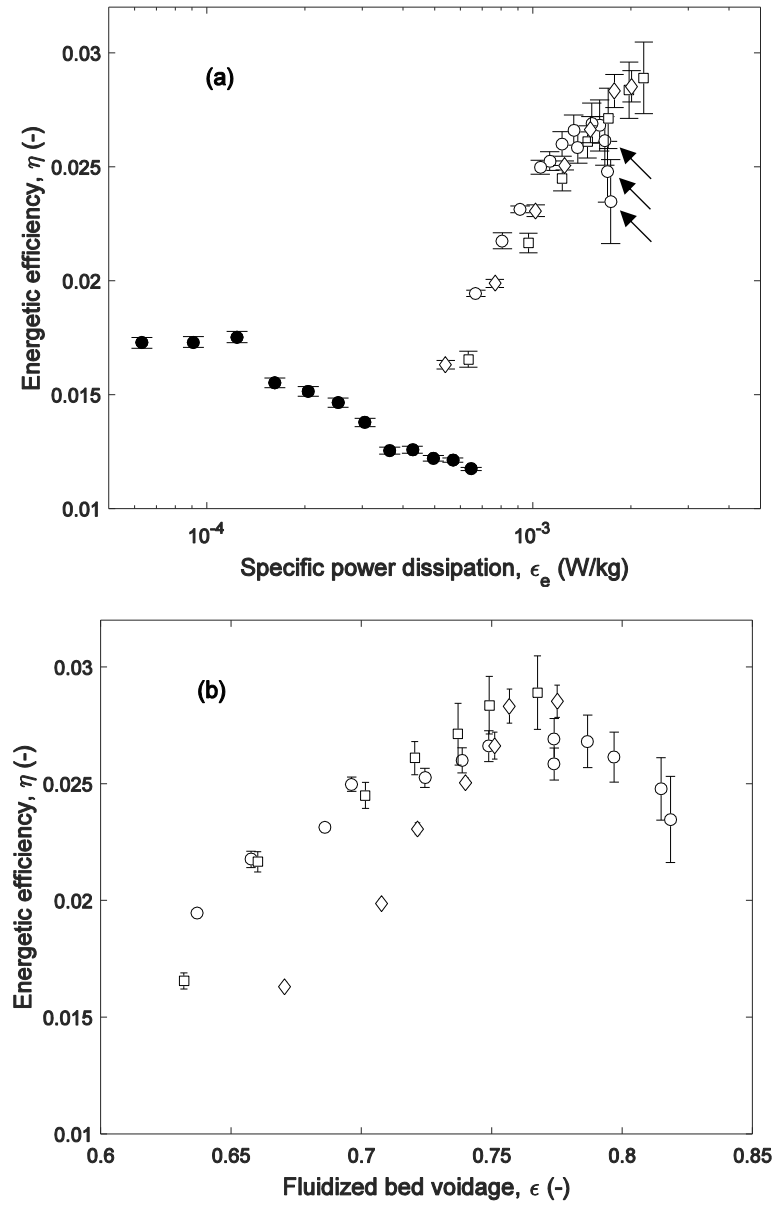 (a)
Energetic efficiency, η (-)
0.03
0.025
0.02
0.015
0.01
10⁻⁴ 10⁻³
Specific power dissipation, ϵₑ (W/kg)
(b)
Energetic efficiency, η (-)
0.03
0.025
0.02
0.015
0.01
0.6 0.65 0.7 0.75 0.8 0.85
Fluidized bed voidage, ϵ (-)